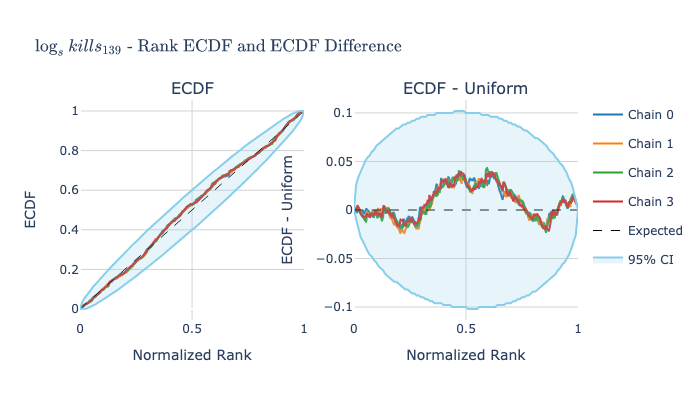 log_s kills_139 - Rank ECDF and ECDF Difference
ECDF
ECDF - Uniform
1
0.8
0.6
0.4
0.2
0
ECDF
0
0.5
1
Normalized Rank
0.1
0.05
0
−0.05
−0.1
ECDF - Uniform
0
0.5
1
Normalized Rank
Chain 0
Chain 1
Chain 2
Chain 3
Expected
95% CI